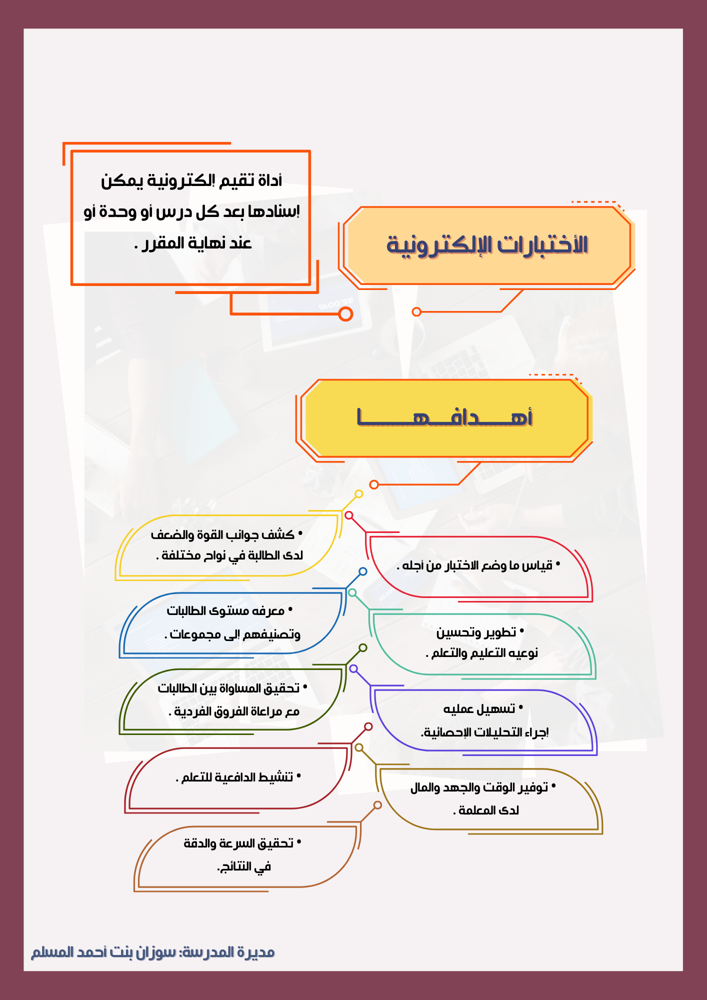 الأختبارات الإلكترونية
أداة تقيم إلكترونية يمكن
إسنادها بعد كل درس أو وحدة أو
عند نهاية المقرر .
85.00%
أهـــــدافـــهـــــــا
• قياس ما وضع الاختبار من أجله .
• كشف جوانب القوة والضعف
لدى الطالبة في نواح مختلفة .
• تطوير وتحسين
نوعيه التعليم والتعلم .
• معرفه مستوى الطالبات
وتصنيفهم إلى مجموعات .
• تسهيل عمليه
إجراء التحليلات الإحصائية.
• تحقيق المساواة بين الطالبات
مع مراعاة الفروق الفردية .
• توفير الوقت والجهد والمال
لدى المعلمة .
• تنشيط الدافعية للتعلم .
• تحقيق السرعة والدقة
في النتائج.
مديرة المدرسة: سوزان بنت أحمد المسلم